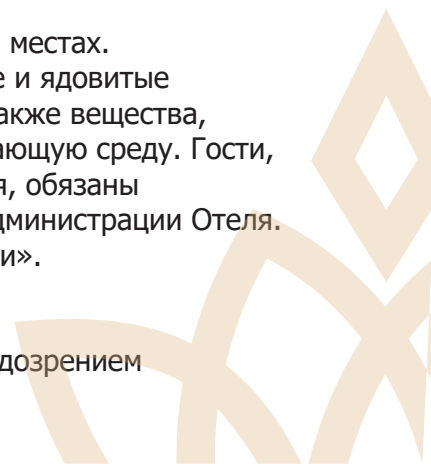 местах.
е и ядовитые
акже вещества,
ающую среду. Гости,
я, обязаны
дминистрации Отеля.
и».
дозрением